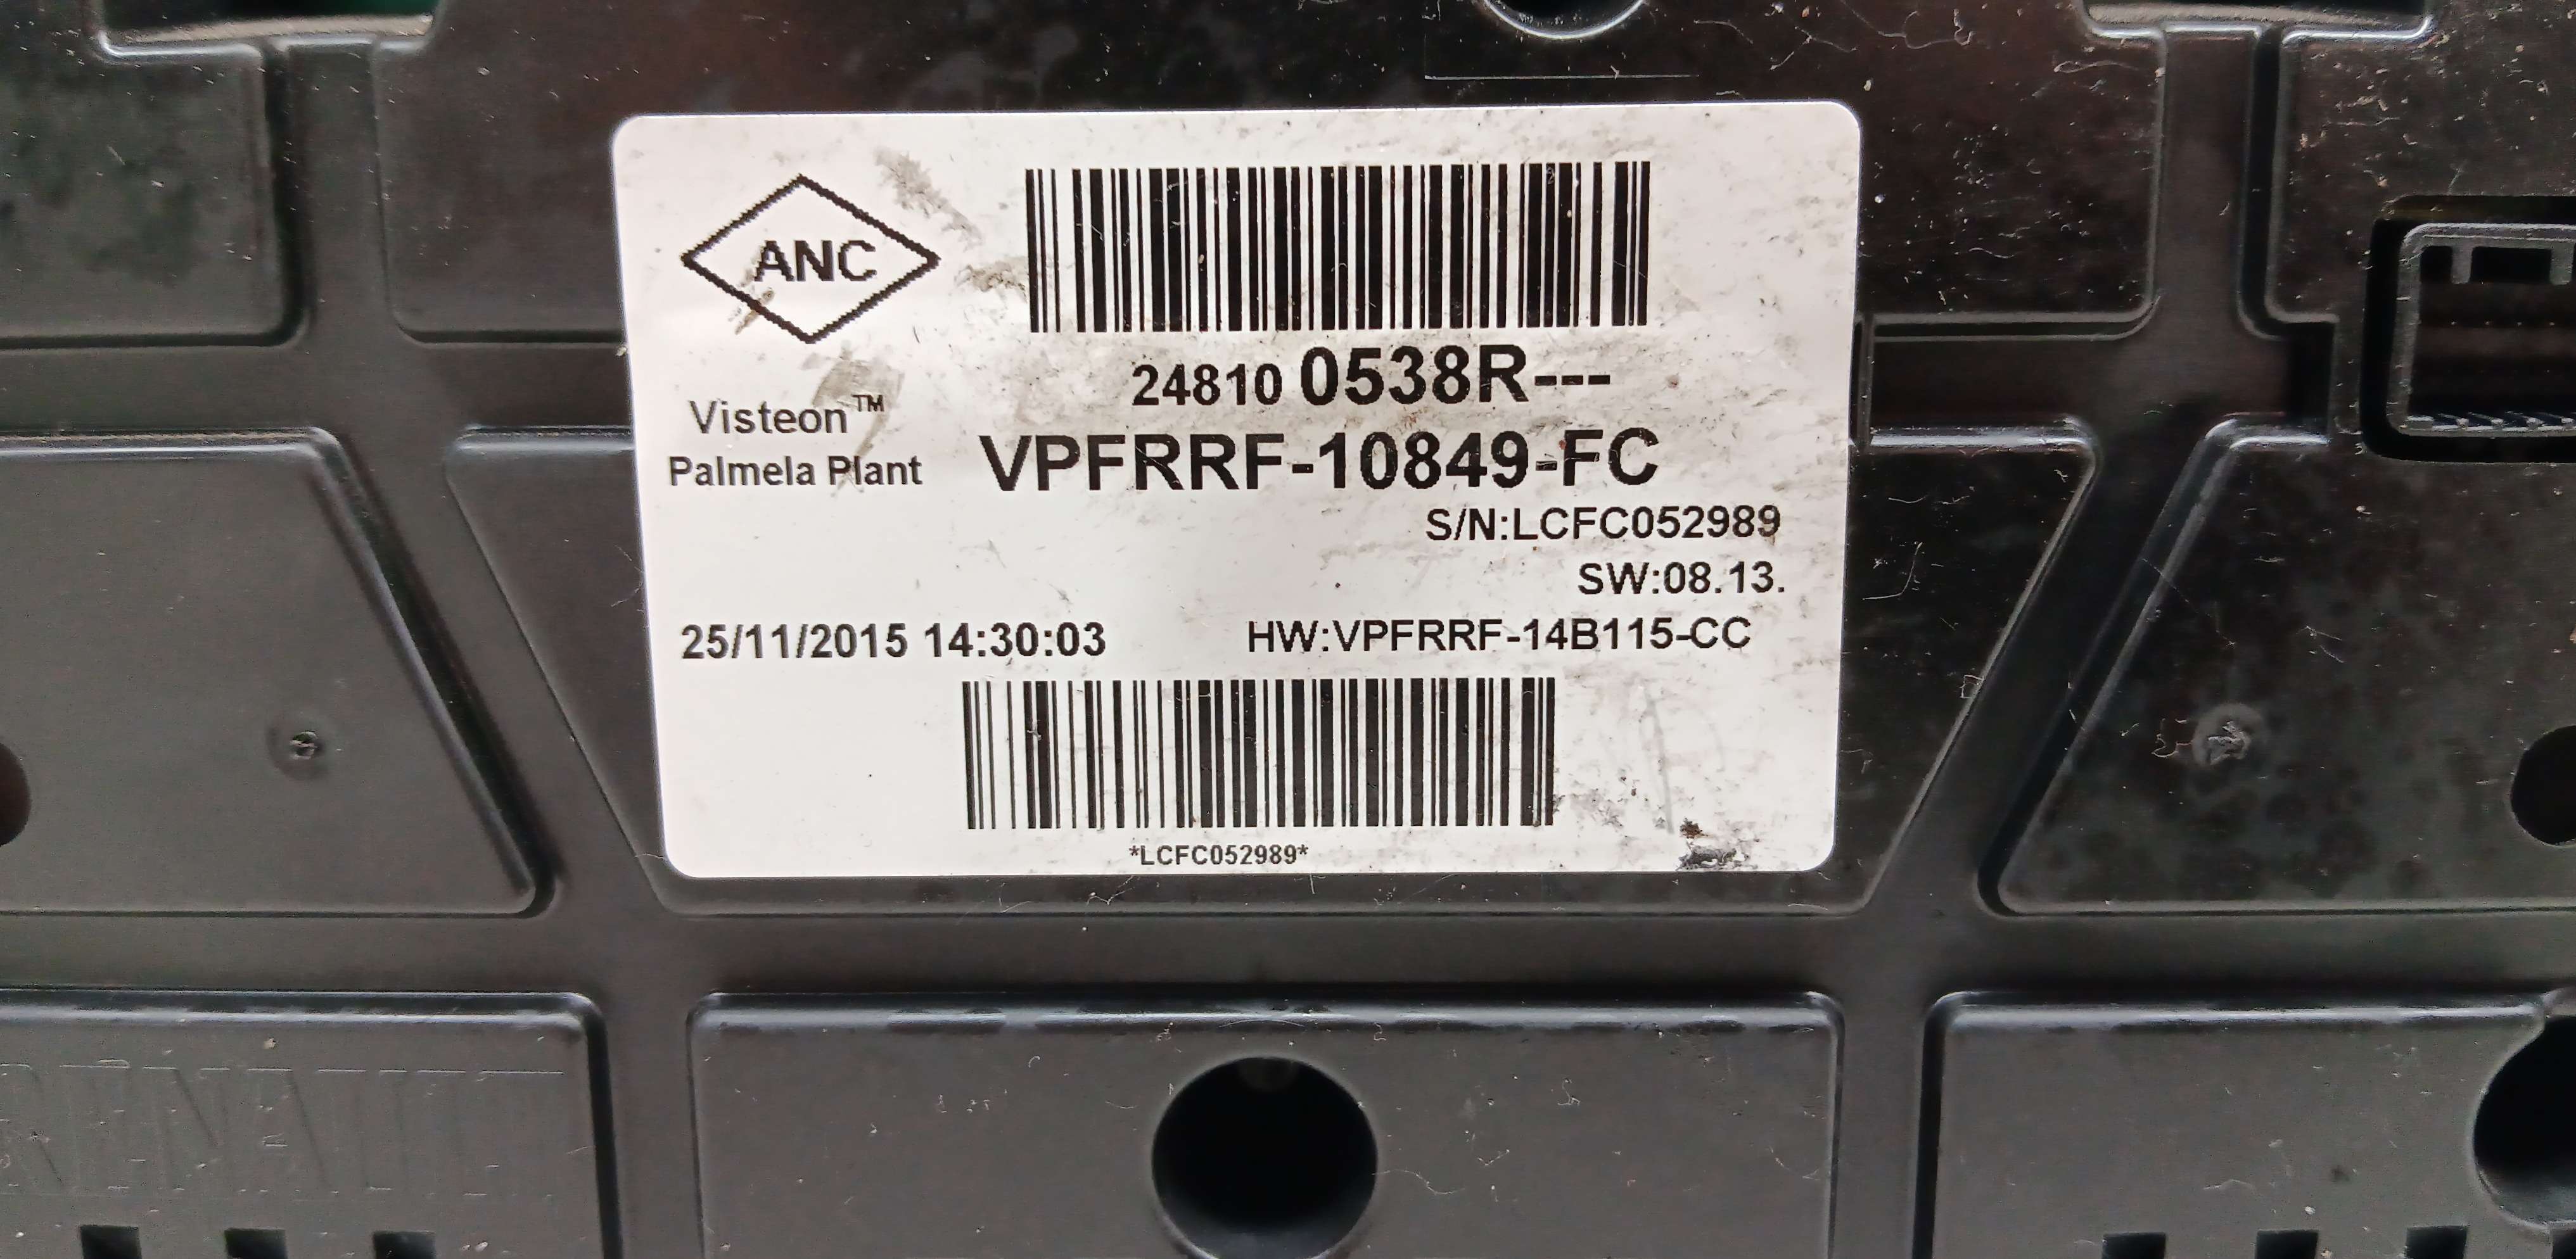 ANC
24810 0538R---
Visteon™
Palmela Plant
VPFRRF-10849-FC
S/N:LCFC052989
SW:08.13.
25/11/2015 14:30:03
HW:VPFRRF-14B115-CC
*LCFC052989*
RENAULT